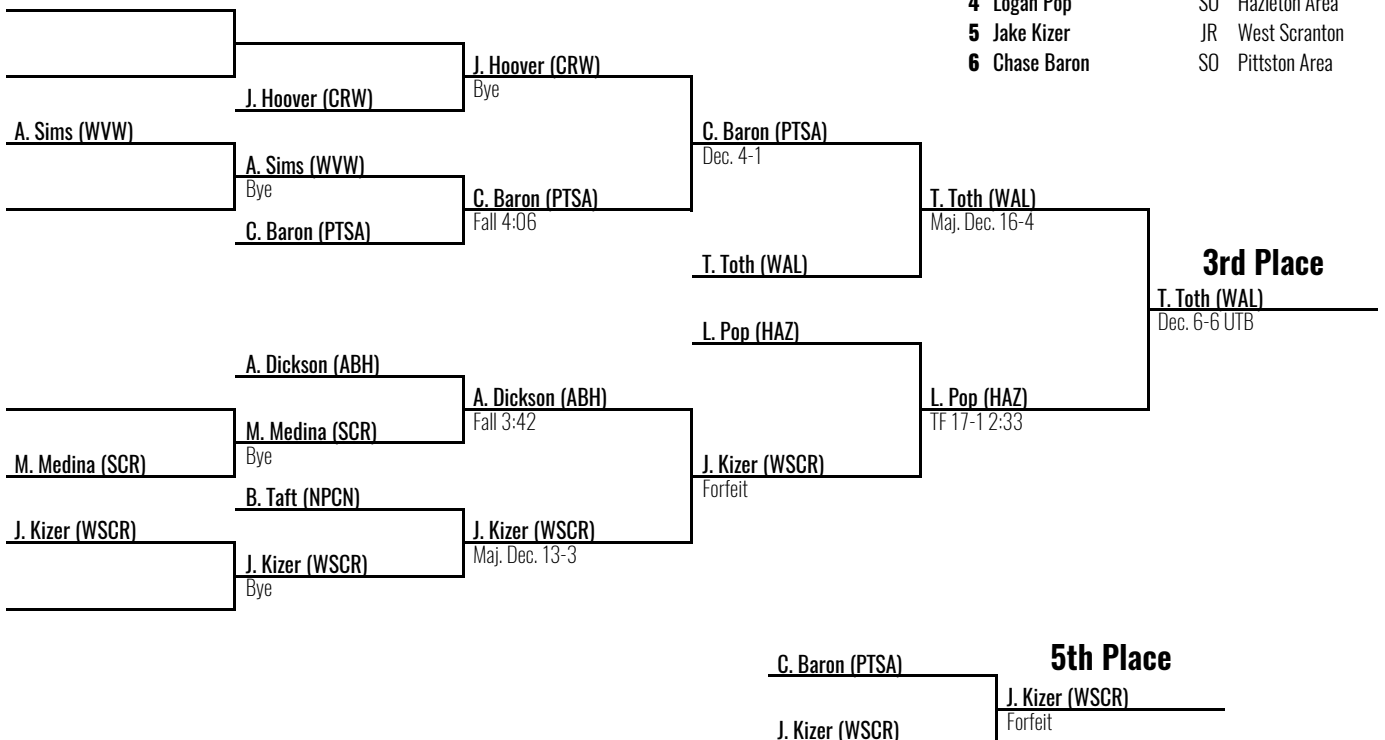 4 Logan Pop SO Hazleton Area
5 Jake Kizer JR West Scranton
6 Chase Baron SO Pittston Area
J. Hoover (CRW)
Bye
J. Hoover (CRW)
A. Sims (WVW)
C. Baron (PTSA)
Dec. 4-1
A. Sims (WVW)
Bye
C. Baron (PTSA)
Fall 4:06
T. Toth (WAL)
Maj. Dec. 16-4
C. Baron (PTSA)
T. Toth (WAL)
3rd Place
T. Toth (WAL)
Dec. 6-6 UTB
L. Pop (HAZ)
A. Dickson (ABH)
A. Dickson (ABH)
Fall 3:42
L. Pop (HAZ)
TF 17-1 2:33
M. Medina (SCR)
Bye
M. Medina (SCR)
J. Kizer (WSCR)
Forfeit
B. Taft (NPCN)
J. Kizer (WSCR)
J. Kizer (WSCR)
Maj. Dec. 13-3
J. Kizer (WSCR)
Bye
5th Place
C. Baron (PTSA)
J. Kizer (WSCR)
Forfeit
J. Kizer (WSCR)